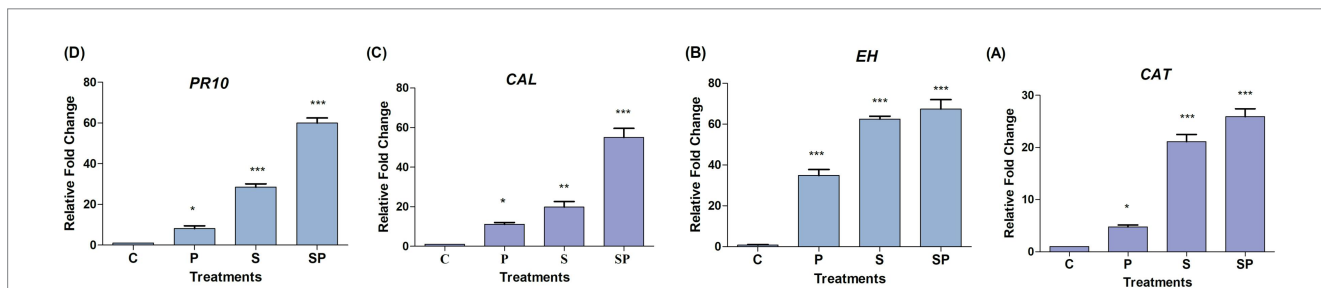 (D)
PR10
Relative Fold Change
80
60
40
20
0
*
***
***
C P S SP
Treatments
(C)
CAL
Relative Fold Change
80
60
40
20
0
*
**
***
C P S SP
Treatments
(B)
EH
Relative Fold Change
80
60
40
20
0
***
***
***
C P S SP
Treatments
(A)
CAT
Relative Fold Change
30
20
10
0
*
***
***
C P S SP
Treatments